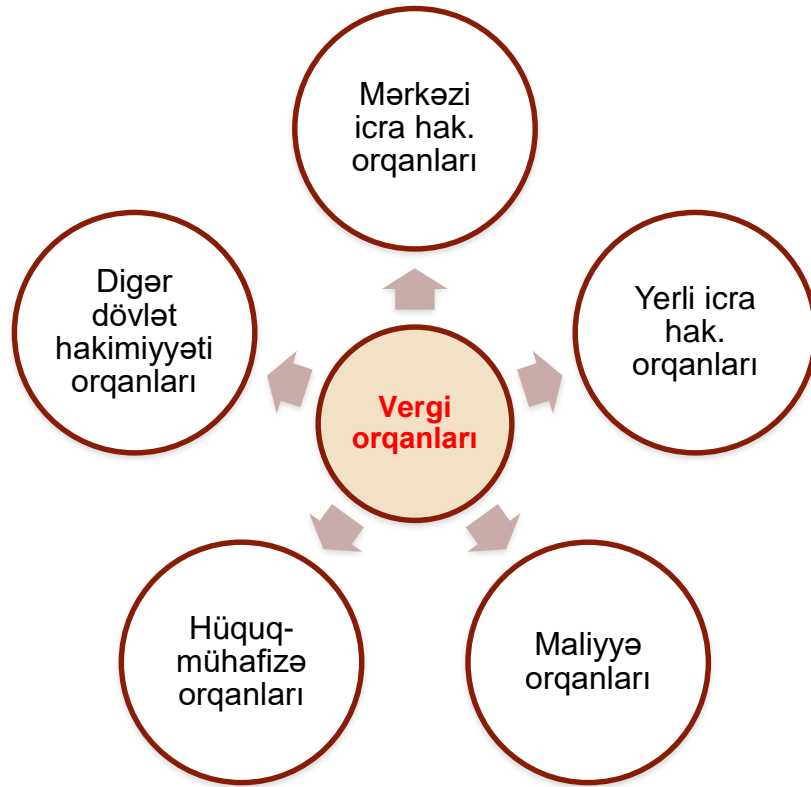 Mərkəzi
icra hak.
orqanları
Digər
dövlət
hakimiyyəti
orqanları
Yerli icra
hak.
orqanları
Vergi
orqanları
Hüquq-
mühafizə
orqanları
Maliyyə
orqanları